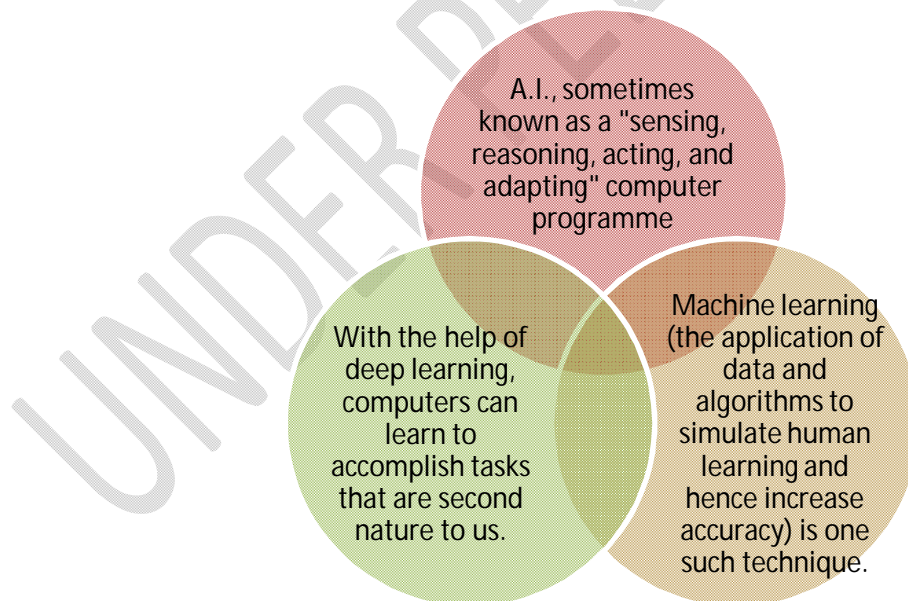 A.I., sometimes
known as a "sensing,
reasoning, acting, and
adapting" computer
programme
With the help of
deep learning,
computers can
learn to
accomplish tasks
that are second
nature to us.
Machine learning
(the application of
data and
algorithms to
simulate human
learning and
hence increase
accuracy) is one
such technique.
UNDER